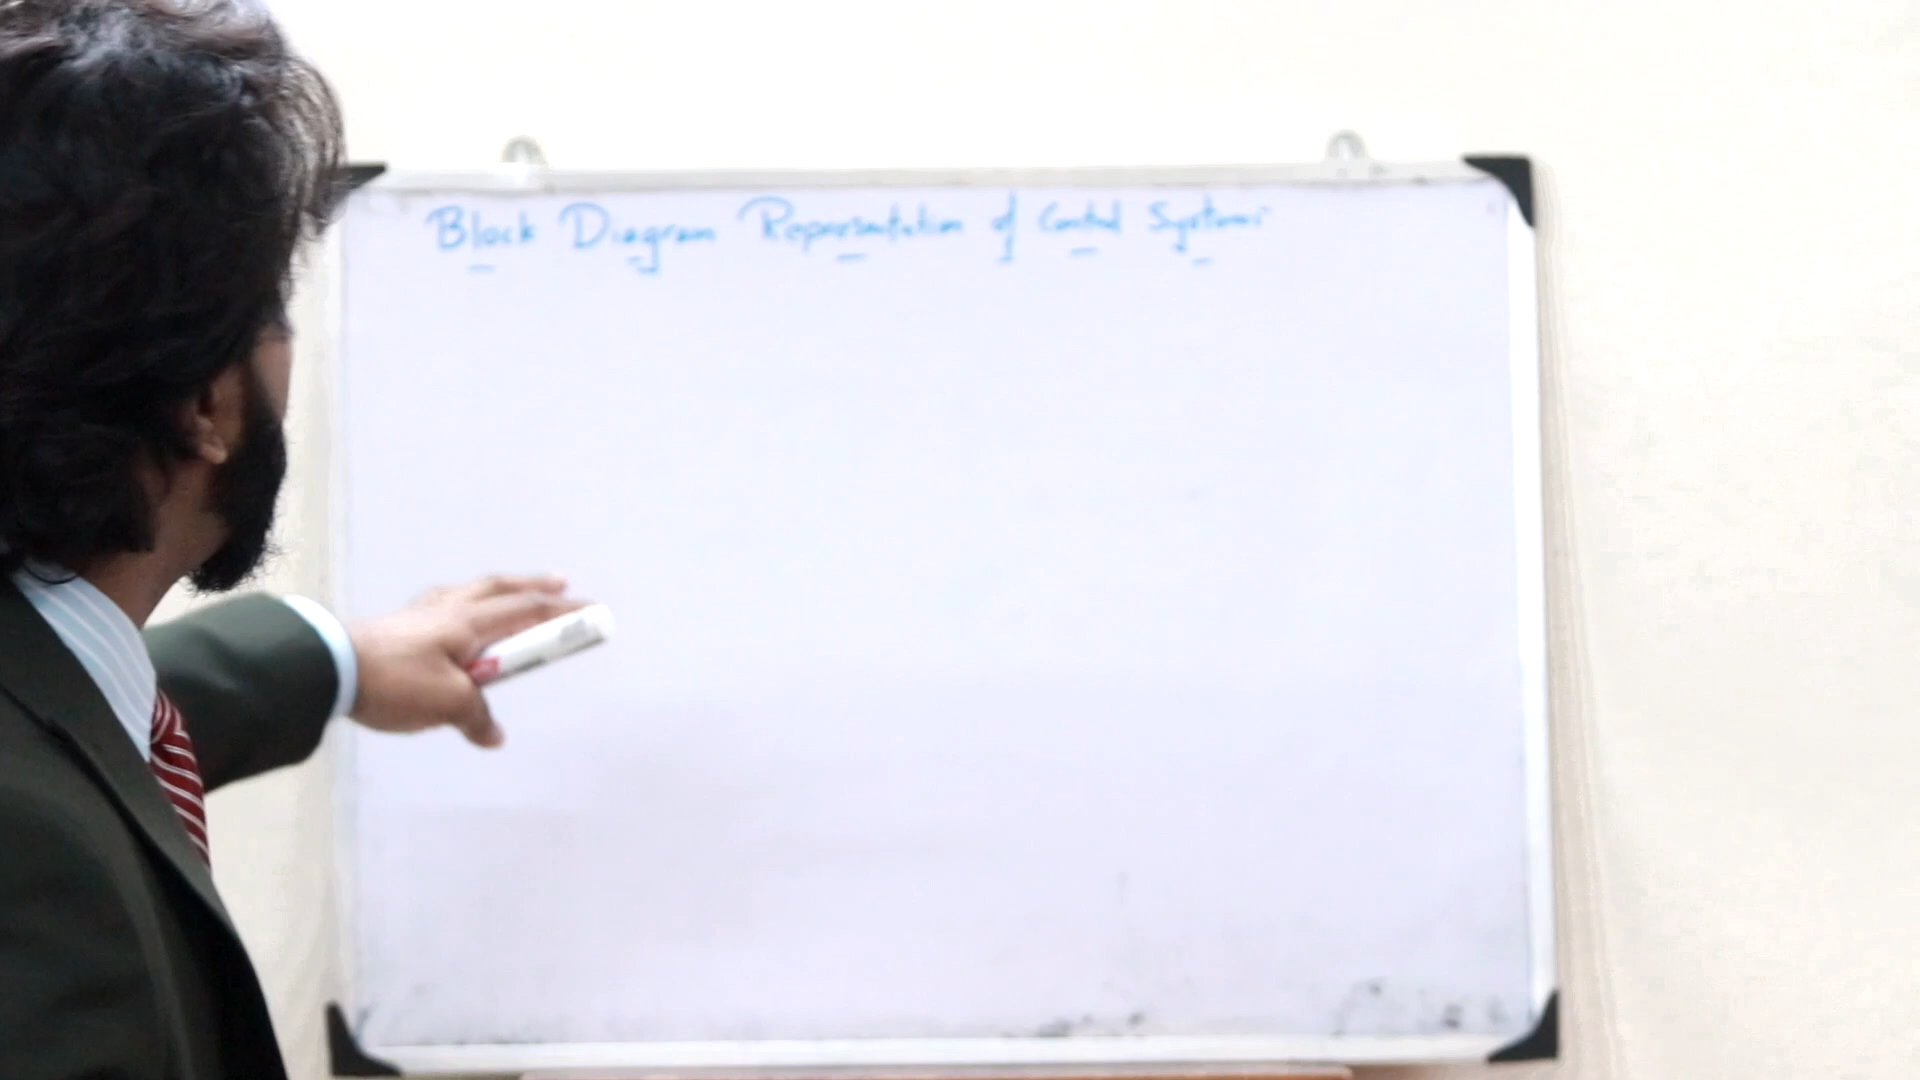 Block Diagram Representation of Control Systems